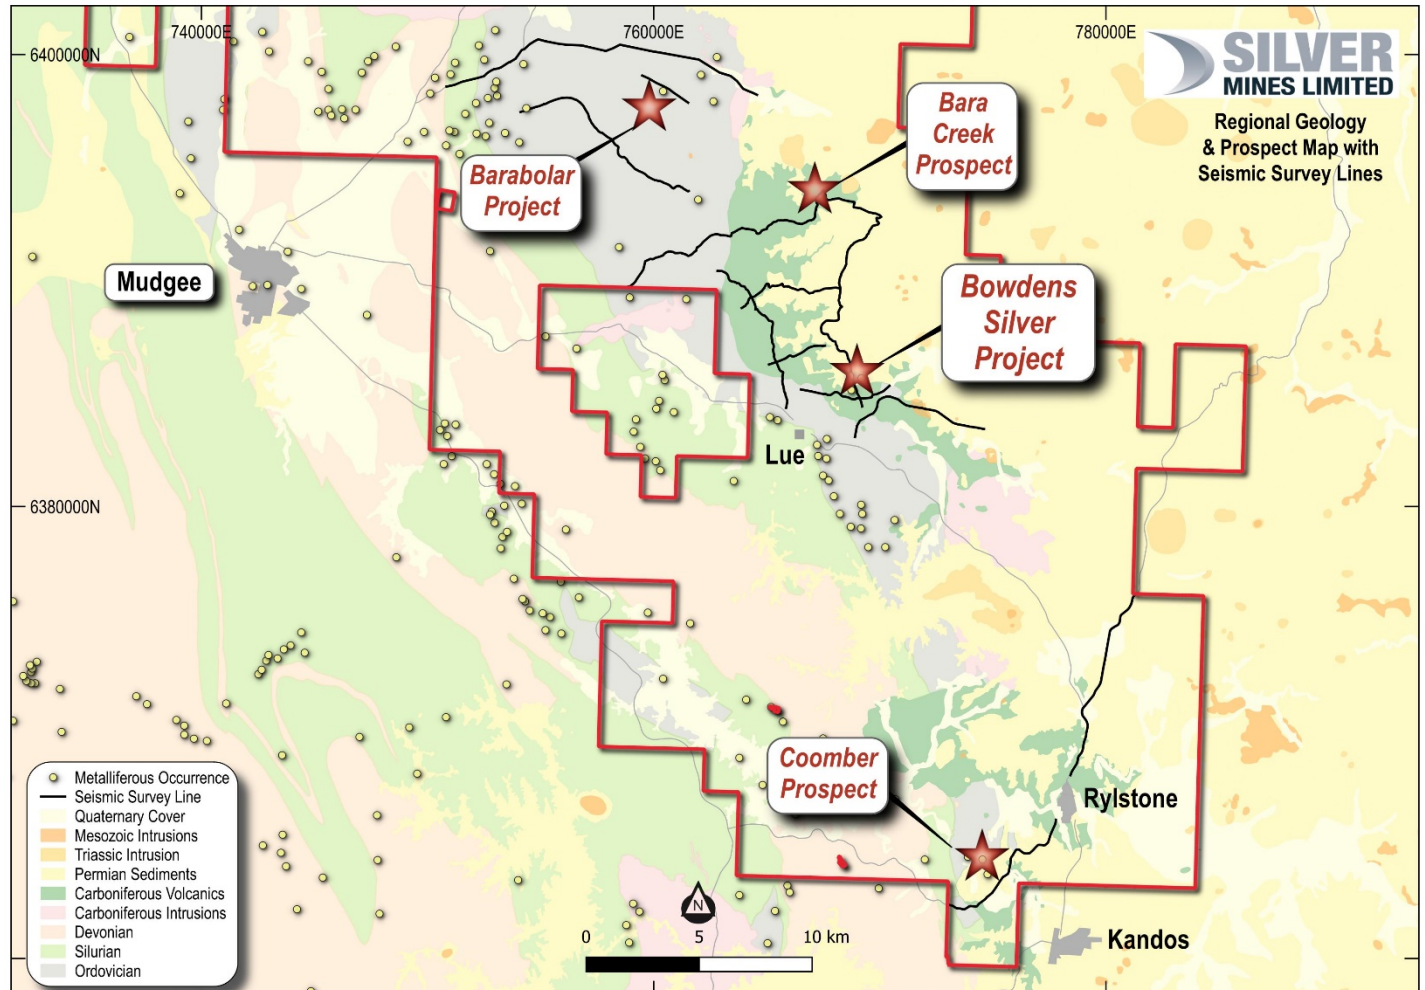 740000E
760000E
780000E
6400000N
6380000N
SILVER
MINES LIMITED
Regional Geology
& Prospect Map with
Seismic Survey Lines
Bara
Creek
Prospect
Barabolar
Project
Mudgee
Bowdens
Silver
Project
Lue
Coomber
Prospect
Rylstone
Kandos
Metalliferous Occurrence
Seismic Survey Line
Quaternary Cover
Mesozoic Intrusions
Triassic Intrusion
Permian Sediments
Carboniferous Volcanics
Carboniferous Intrusions
Devonian
Silurian
Ordovician
N
0 5 10 km